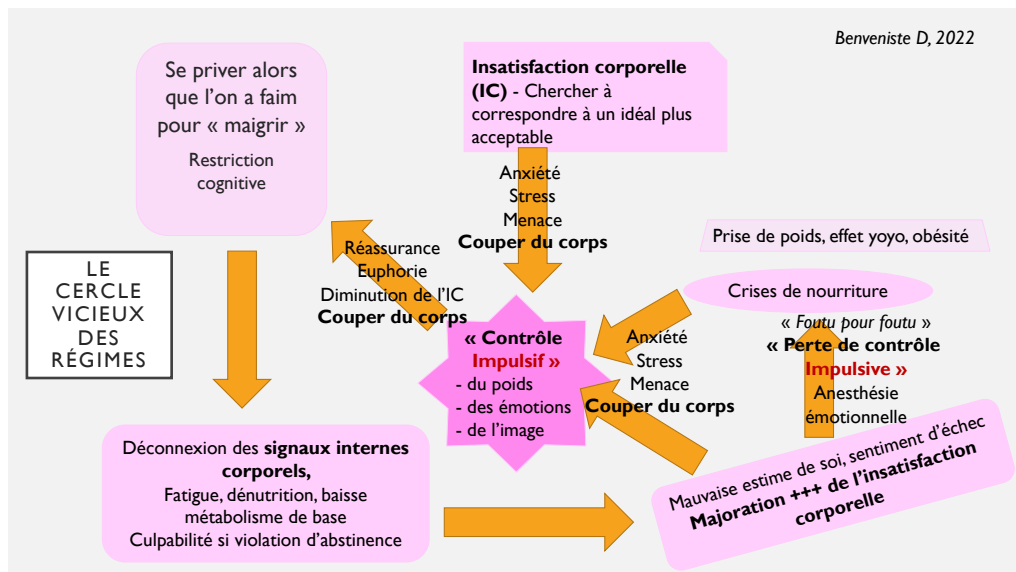 Benveniste D, 2022
Se priver alors
que l’on a faim
pour « maigrir »
Restriction
cognitive
Insatisfaction corporelle
(IC) - Chercher à
correspondre à un idéal plus
acceptable
Anxiété
Stress
Menace
Couper du corps
Réassurance
Euphorie
Diminution de l’IC
Couper du corps
LE
CERCLE
VICIEUX
DES
RÉGIMES
« Contrôle
Impulsif »
- du poids
- des émotions
- de l’image
Prise de poids, effet yoyo, obésité
Crises de nourriture
« Foutu pour foutu »
« Perte de contrôle
Impulsive »
Anesthésie
émotionnelle
Anxiété
Stress
Menace
Couper du corps
Déconnexion des signaux internes
corporels,
Fatigue, dénutrition, baisse
métabolisme de base
Culpabilité si violation d’abstinence
Mauvaise estime de soi, sentiment d’échec
Majoration +++ de l’insatisfaction
corporelle